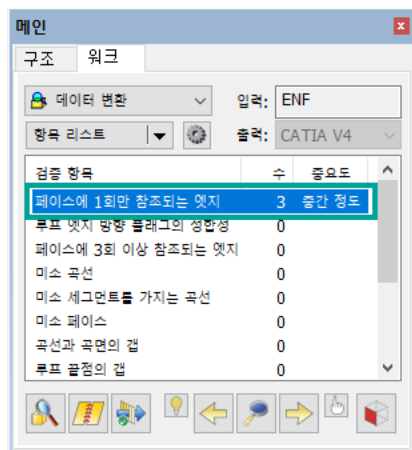 메인
구조 워크
데이터 변환 입력: ENF
항목 리스트 출력: CATIA V4
검증 항목 수 중요도
페이스에 1회만 참조되는 엣지 3 중간 정도
루프 엣지 방향 플래그의 정합성 0
페이스에 3회 이상 참조되는 엣지 0
미소 곡선 0
미소 세그먼트를 가지는 곡선 0
미소 페이스 0
곡선과 곡면의 갭 0
루프 끝점의 갭 0